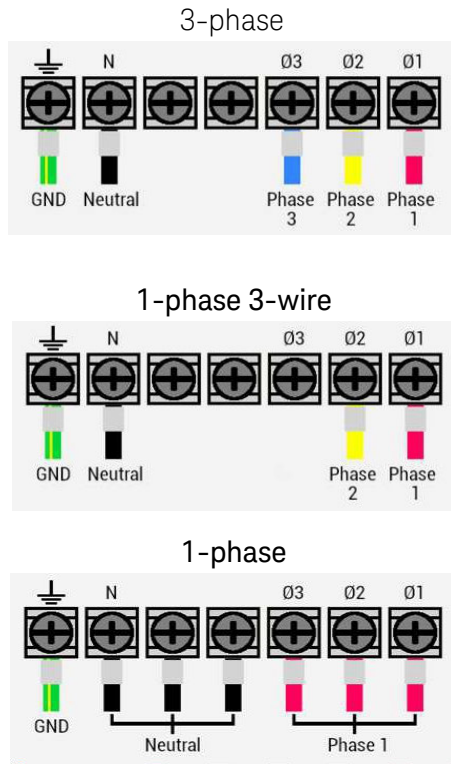 3-phase
N Ø3 Ø2 Ø1
GND Neutral Phase 3 Phase 2 Phase 1
1-phase 3-wire
N Ø3 Ø2 Ø1
GND Neutral Phase 2 Phase 1
1-phase
N Ø3 Ø2 Ø1
GND
Neutral Phase 1